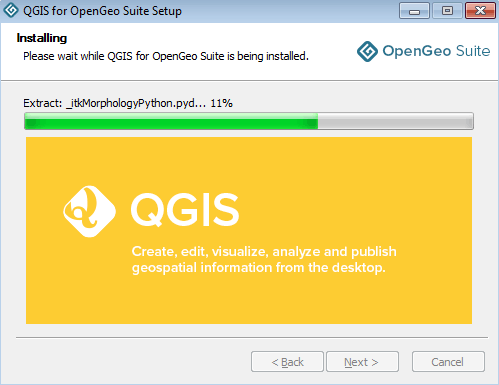 QGIS for OpenGeo Suite Setup
Installing
Please wait while QGIS for OpenGeo Suite is being installed.
OpenGeo Suite
Extract: _itkMorphologyPython.pyd... 11%
QGIS
Create, edit, visualize, analyze and publish
geospatial information from the desktop.
< Back
Next >
Cancel